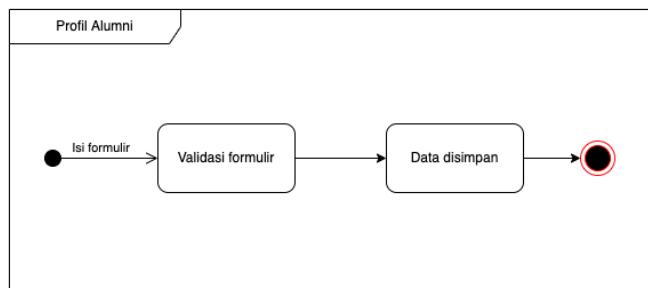 Profil Alumni
Isi formulir
Validasi formulir
Data disimpan